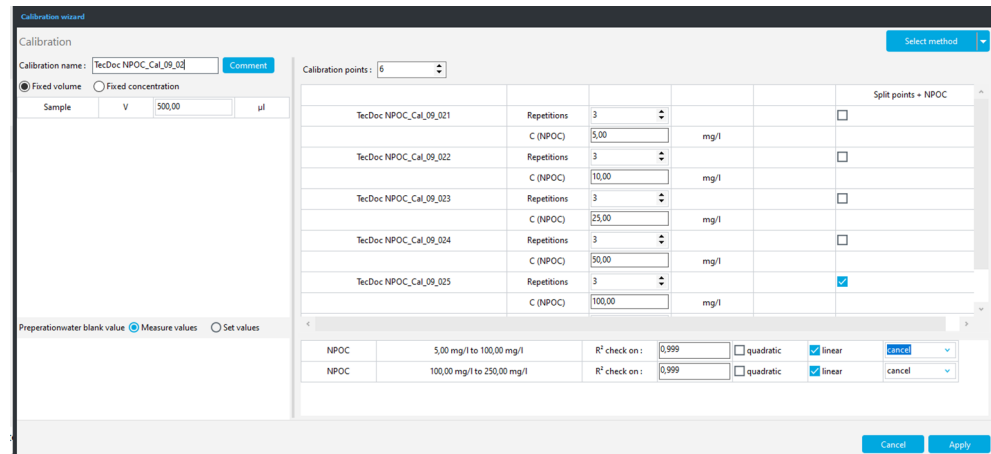 Calibration wizard
Calibration
Select method
Calibration name : TecDoc NPOC_Cal_09_02 Comment
Calibration points : 6
Fixed volume Fixed concentration
Sample V 500,00 µl
Split points + NPOC
TecDoc NPOC_Cal_09_021 Repetitions 3
C (NPOC) 5,00 mg/l
TecDoc NPOC_Cal_09_022 Repetitions 3
C (NPOC) 10,00 mg/l
TecDoc NPOC_Cal_09_023 Repetitions 3
C (NPOC) 25,00 mg/l
TecDoc NPOC_Cal_09_024 Repetitions 3
C (NPOC) 50,00 mg/l
TecDoc NPOC_Cal_09_025 Repetitions 3
C (NPOC) 100,00 mg/l
Preperationwater blank value Measure values Set values
NPOC 5,00 mg/l to 100,00 mg/l R² check on : 0,999 quadratic linear cancel
NPOC 100,00 mg/l to 250,00 mg/l R² check on : 0,999 quadratic linear cancel
Cancel Apply